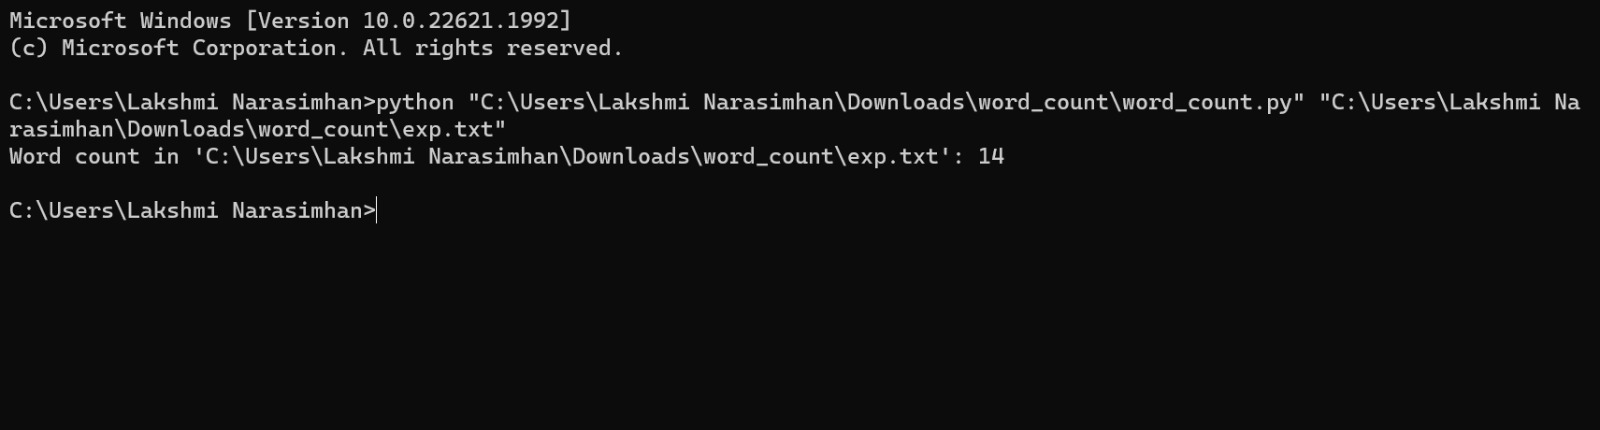 Microsoft Windows [Version 10.0.22621.1992]
(c) Microsoft Corporation. All rights reserved.
C:\Users\Lakshmi Narasimhan>python "C:\Users\Lakshmi Narasimhan\Downloads\word_count\word_count.py" "C:\Users\Lakshmi Na
rasimhan\Downloads\word_count\exp.txt"
Word count in 'C:\Users\Lakshmi Narasimhan\Downloads\word_count\exp.txt': 14
C:\Users\Lakshmi Narasimhan>